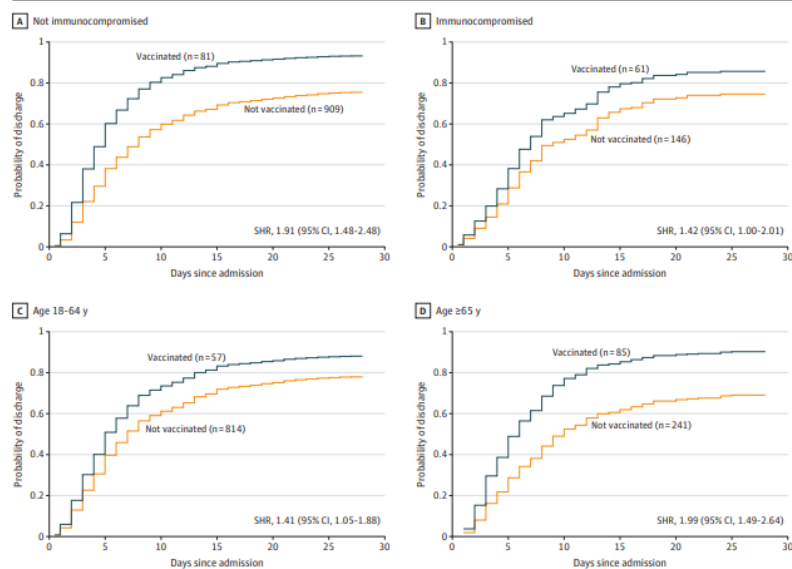 A Not immunocompromised
1
0.8
0.6
0.4
0.2
0
Probability of discharge
Vaccinated (n=81)
Not vaccinated (n=909)
SHR, 1.91 (95% CI, 1.48-2.48)
0 5 10 15 20 25 30
Days since admission
B Immunocompromised
1
0.8
0.6
0.4
0.2
0
Probability of discharge
Vaccinated (n=61)
Not vaccinated (n=146)
SHR, 1.42 (95% CI, 1.00-2.01)
0 5 10 15 20 25 30
Days since admission
C Age 18-64 y
1
0.8
0.6
0.4
0.2
0
Probability of discharge
Vaccinated (n=57)
Not vaccinated (n=814)
SHR, 1.41 (95% CI, 1.05-1.88)
0 5 10 15 20 25 30
Days since admission
D Age ≥65 y
1
0.8
0.6
0.4
0.2
0
Probability of discharge
Vaccinated (n=85)
Not vaccinated (n=241)
SHR, 1.99 (95% CI, 1.49-2.64)
0 5 10 15 20 25 30
Days since admission